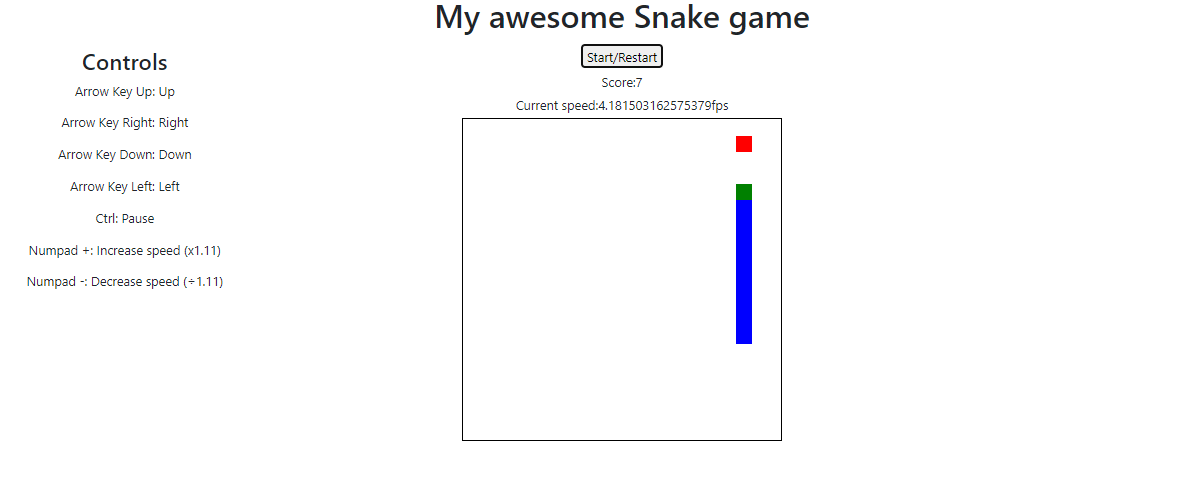 My awesome Snake game
Start/Restart
Score:7
Current speed:4.181503162575379fps
Controls
Arrow Key Up: Up
Arrow Key Right: Right
Arrow Key Down: Down
Arrow Key Left: Left
Ctrl: Pause
Numpad +: Increase speed (x1.11)
Numpad -: Decrease speed (÷1.11)